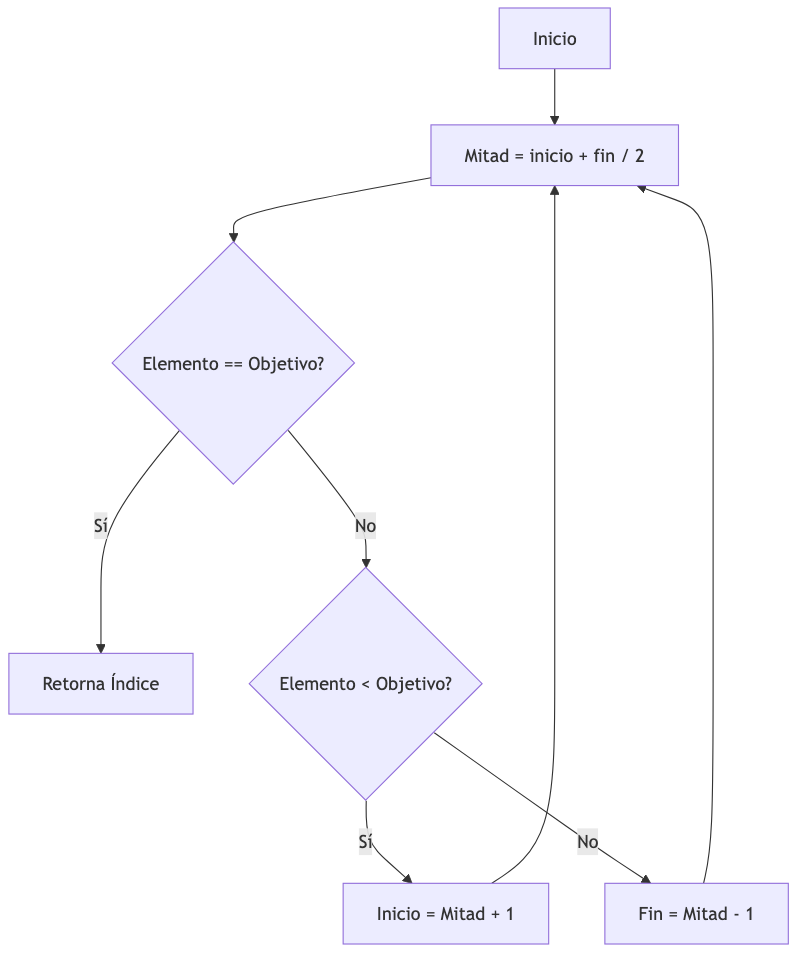 Inicio
Mitad = inicio + fin / 2
Elemento == Objetivo?
Sí
No
Retorna Índice
Elemento < Objetivo?
Sí
No
Inicio = Mitad + 1
Fin = Mitad - 1